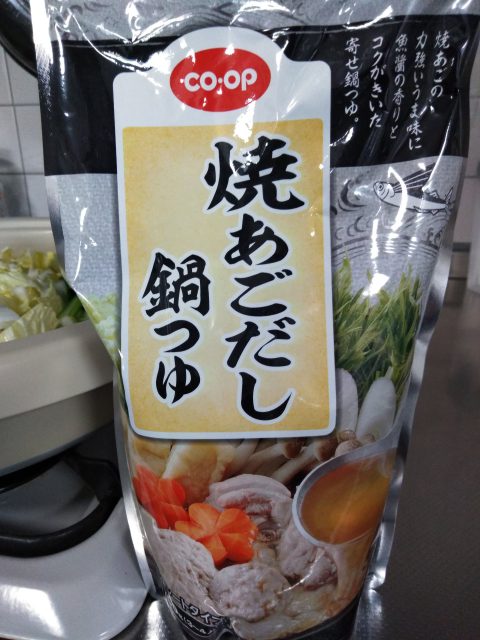 焼あごの
力強いうま味に
魚醤の香りと
コクがきいた
寄せ鍋つゆ。
CO·OP
焼あごだし
鍋つゆ